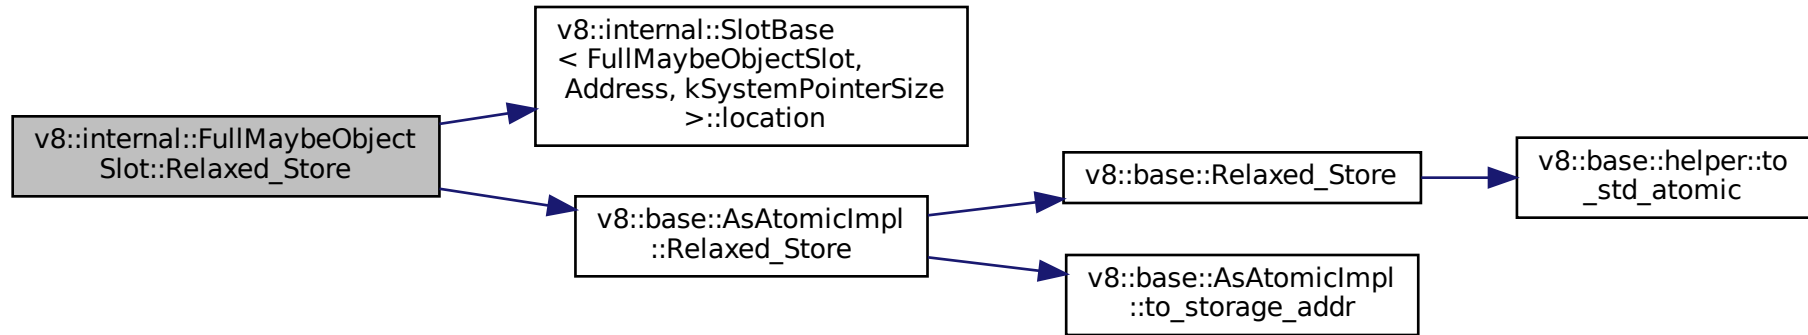 v8::internal::FullMaybeObject
Slot::Relaxed_Store
v8::internal::SlotBase
< FullMaybeObjectSlot,
Address, kSystemPointerSize
>::location
v8::base::AsAtomicImpl
::Relaxed_Store
v8::base::Relaxed_Store
v8::base::helper::to
_std_atomic
v8::base::AsAtomicImpl
::to_storage_addr